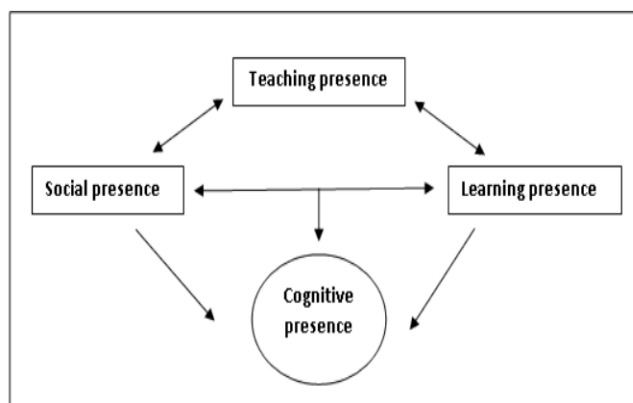 Teaching presence
Social presence
Learning presence
Cognitive
presence